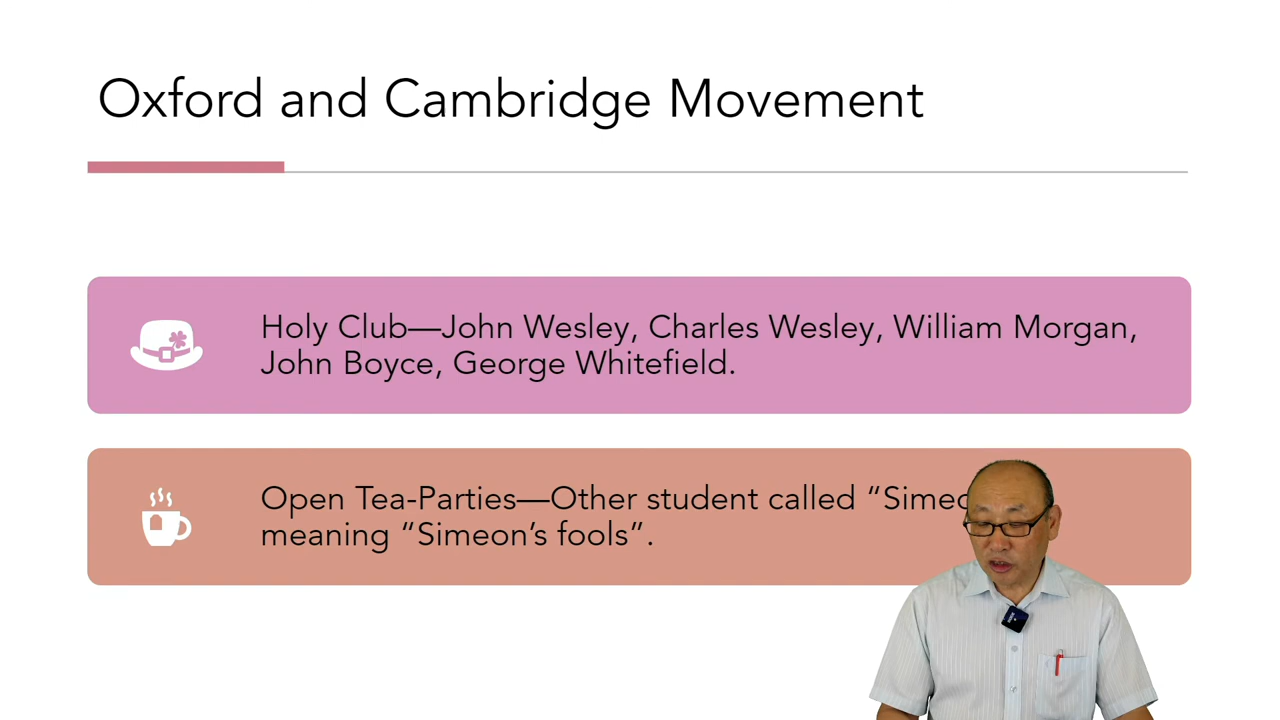 Oxford and Cambridge Movement
Holy Club—John Wesley, Charles Wesley, William Morgan,
John Boyce, George Whitefield.
Open Tea-Parties—Other student called
meaning “Simeon’s fools”.